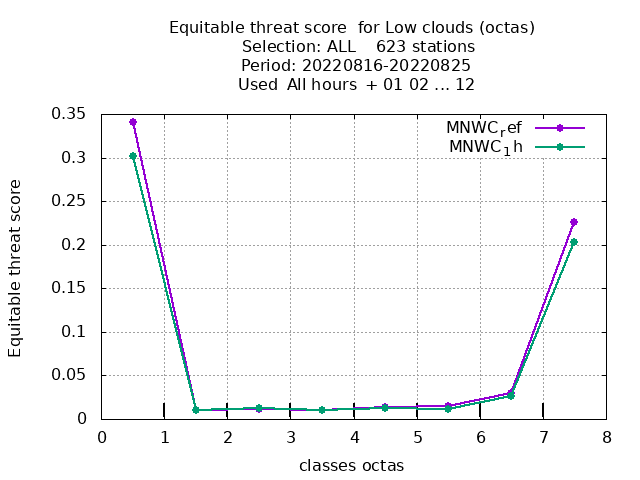 Equitable threat score  for Low clouds (octas)
Selection: ALL    623 stations
Period: 20220816-20220825
Used  All hours  + 01 02 ... 12
MNWC_ref
MNWC_1h
0.35
0.3
0.25
0.2
0.15
0.1
0.05
0
Equitable threat score
0 1 2 3 4 5 6 7 8
classes octas